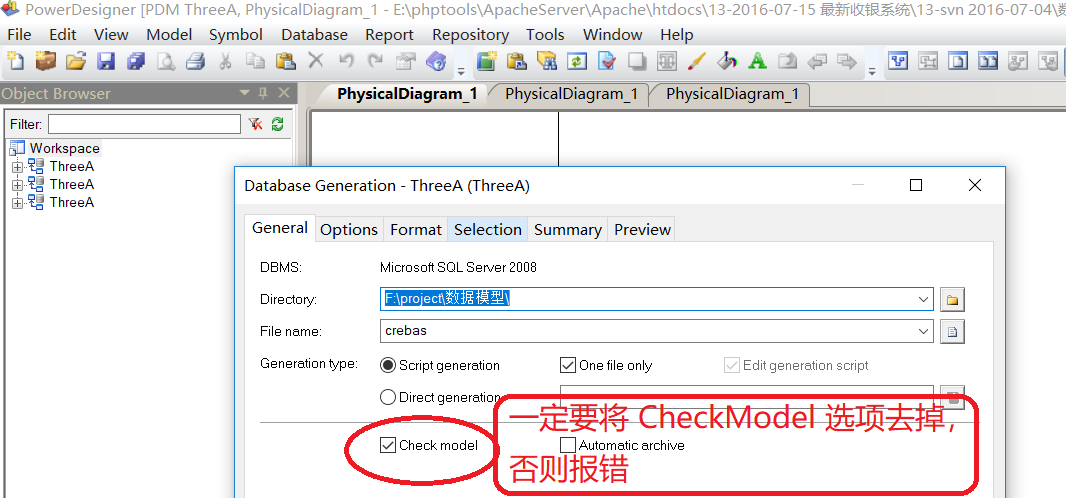 PowerDesigner [PDM ThreeA, PhysicalDiagram_1 - E:\phptools\ApacheServer\Apache\htdocs\13-2016-07-15 最新收银系统\13-svn 2016-07-04\数
File Edit View Model Symbol Database Report Repository Tools Window Help
Object Browser
PhysicalDiagram_1 PhysicalDiagram_1 PhysicalDiagram_1
Filter:
Workspace
ThreeA
ThreeA
ThreeA
Database Generation - ThreeA (ThreeA)
General Options Format Selection Summary Preview
DBMS: Microsoft SQL Server 2008
Directory: F:\project\数据模型\
File name: crebas
Generation type: Script generation One file only Edit generation script
Direct generation
一定要将 CheckModel 选项去掉,
Check model Automatic archive
否则报错